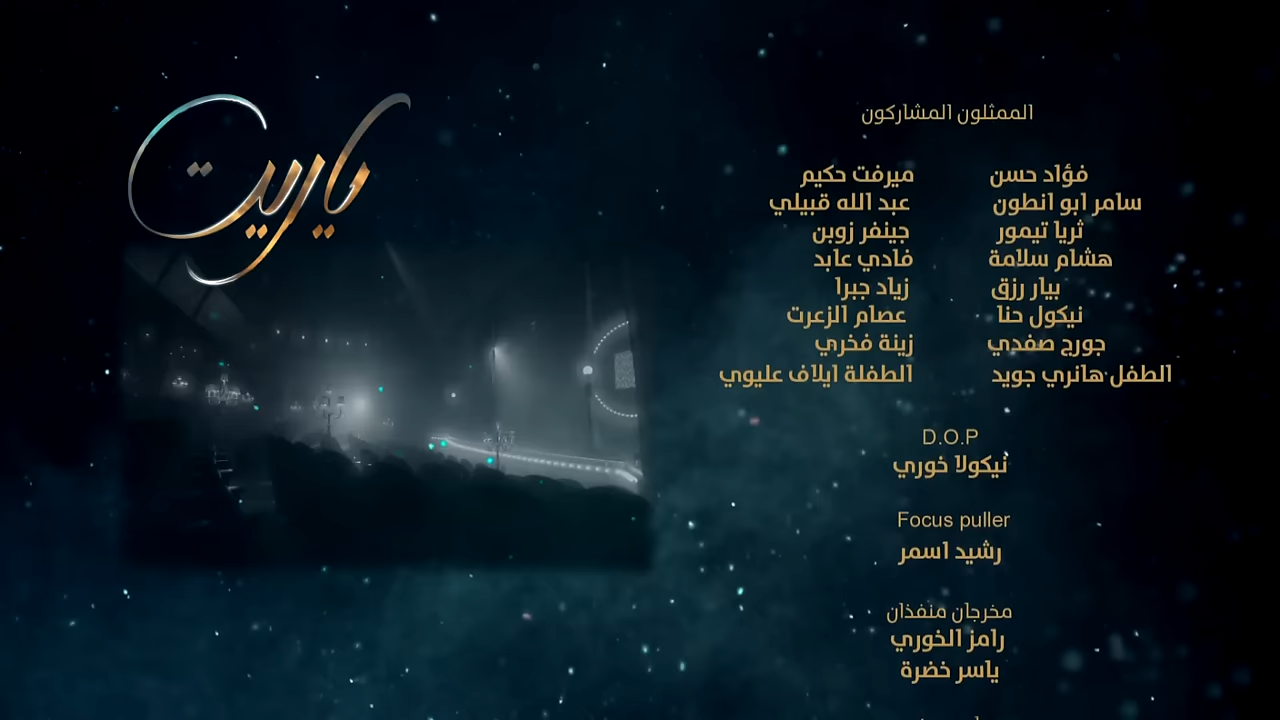 ياريت
الممثلون المشاركون
فؤاد حسن ميرفت حكيم
سامر ابو انطون عبد الله قبيلي
ثريا تيمور جينفر زوبن
هشام سلامة فادي عابد
بيار رزق زياد جبرا
نيكول حنا عصام الزعرت
جورج صفدي زينة فخري
الطفل هانري جويد الطفلة ايلاف عليوي
D.O.P
نيكولا خوري
Focus puller
رشيد اسمر
مخرجان منفذان
رامز الخوري
ياسر خضرة